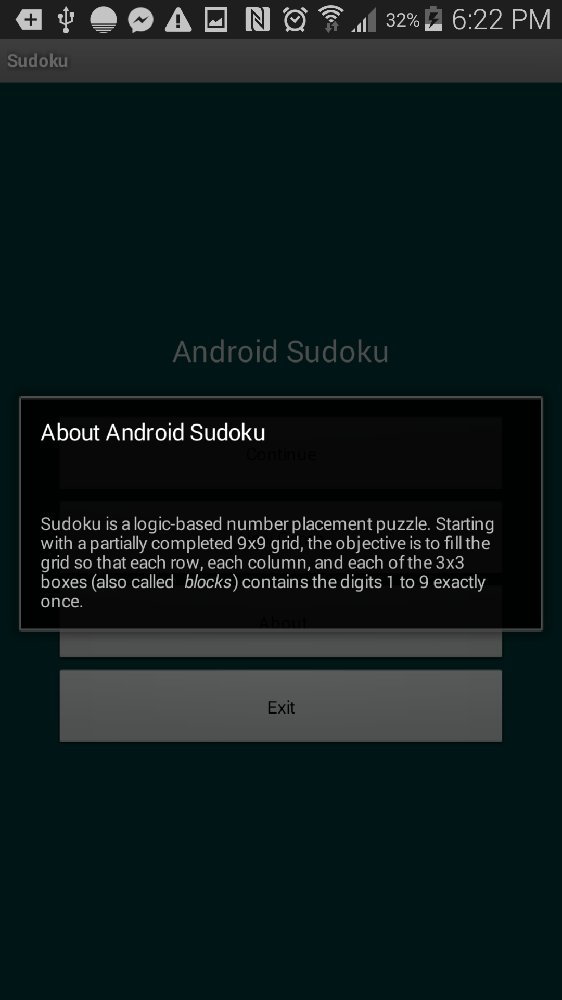 32% 6:22 PM
Sudoku
Android Sudoku
About Android Sudoku
Continue
Sudoku is a logic-based number placement puzzle. Starting
with a partially completed 9x9 grid, the objective is to fill the
grid so that each row, each column, and each of the 3x3
boxes (also called blocks) contains the digits 1 to 9 exactly
once.
About
Exit